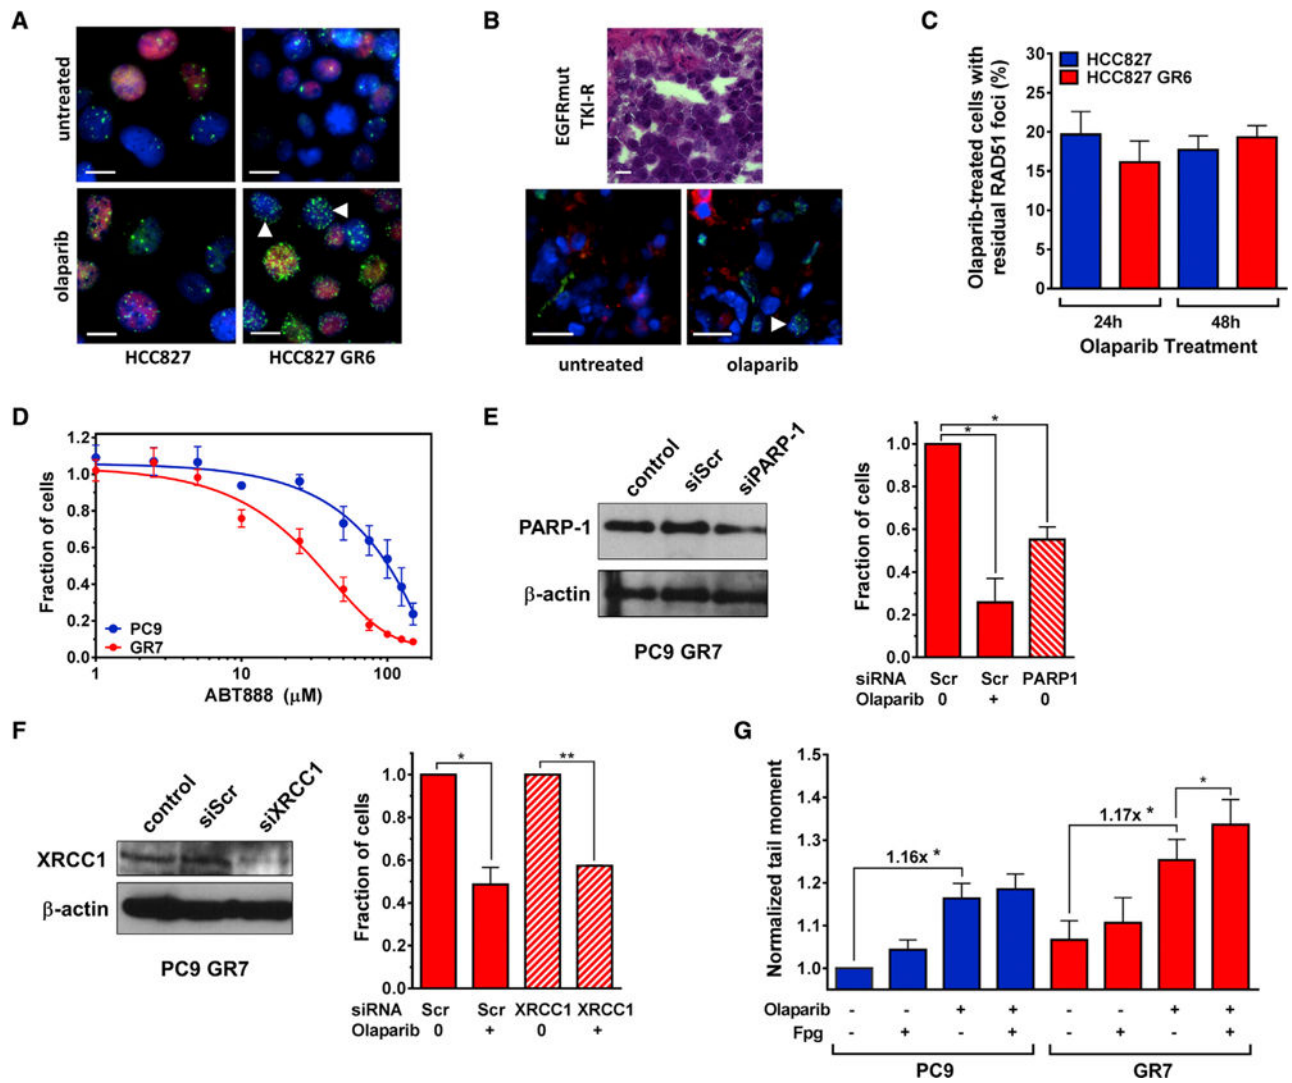 A
untreated
olaparib
HCC827
HCC827 GR6
B
EGFRmut
TKI-R
untreated
olaparib
C
Olaparib-treated cells with
residual RAD51 foci (%)
30
25
20
15
10
5
0
HCC827
HCC827 GR6
24h
48h
Olaparib Treatment
D
Fraction of cells
1.2
1.0
0.8
0.6
0.4
0.2
0.0
PC9
GR7
1
10
100
ABT888 (μM)
E
control
siScr
siPARP-1
PARP-1
β-actin
PC9 GR7
Fraction of cells
1.0
0.8
0.6
0.4
0.2
0.0
*
*
siRNA Scr Scr PARP1
Olaparib 0 + 0
F
control
siScr
siXRCC1
XRCC1
β-actin
PC9 GR7
Fraction of cells
1.0
0.8
0.6
0.4
0.2
0.0
*
**
siRNA Scr Scr XRCC1 XRCC1
Olaparib 0 + 0 +
G
Normalized tail moment
1.5
1.4
1.3
1.2
1.1
1.0
1.16x *
1.17x *
*
Olaparib - - + + - - + +
Fpg - + - + - + - +
PC9
GR7